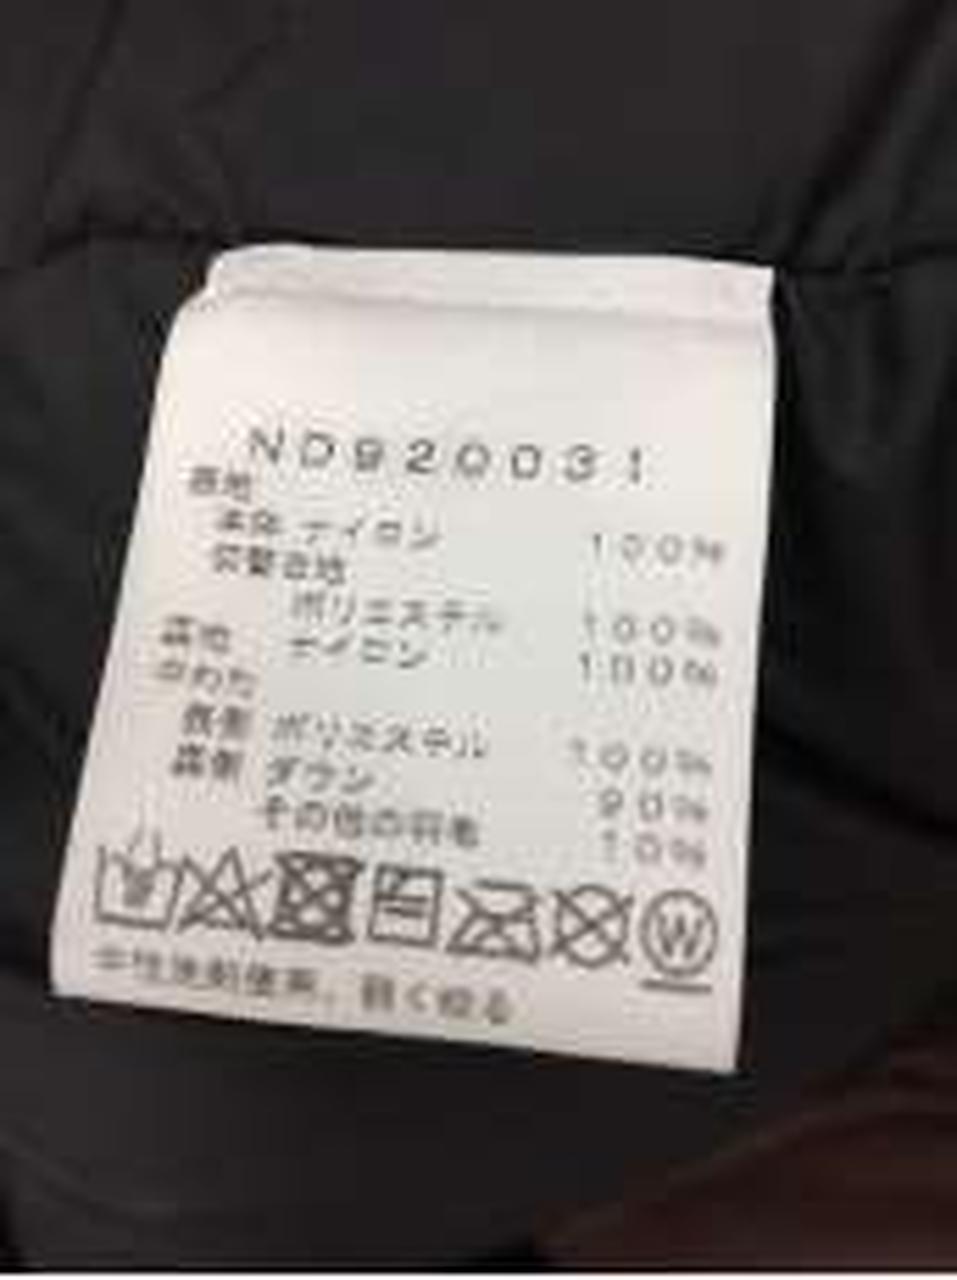 ND920031
表地
本体 ナイロン 100%
切替合地
ポリエステル 100%
ナイロン 100%
裏地
中わた
表側 ポリエステル 100%
裏側 ダウン 90%
その他の羽毛 10%
W
中性洗剤使用、軽く絞る